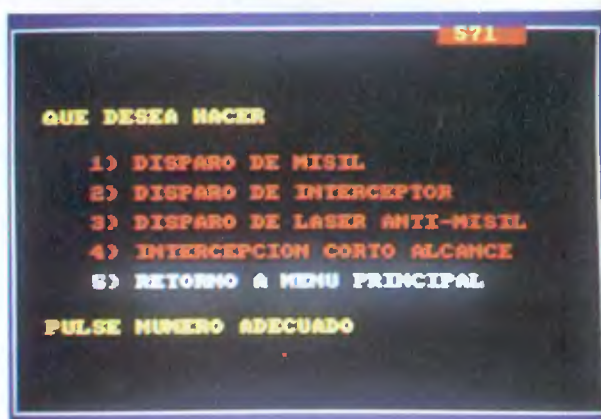 571
QUE DESEA HACER
1) DISPARO DE MISIL
2) DISPARO DE INTERCEPTOR
3) DISPARO DE LASER ANTI-MISIL
4) INTERCEPCION CORTO ALCANCE
5) RETORNO A MENU PRINCIPAL
PULSE NUMERO ADECUADO